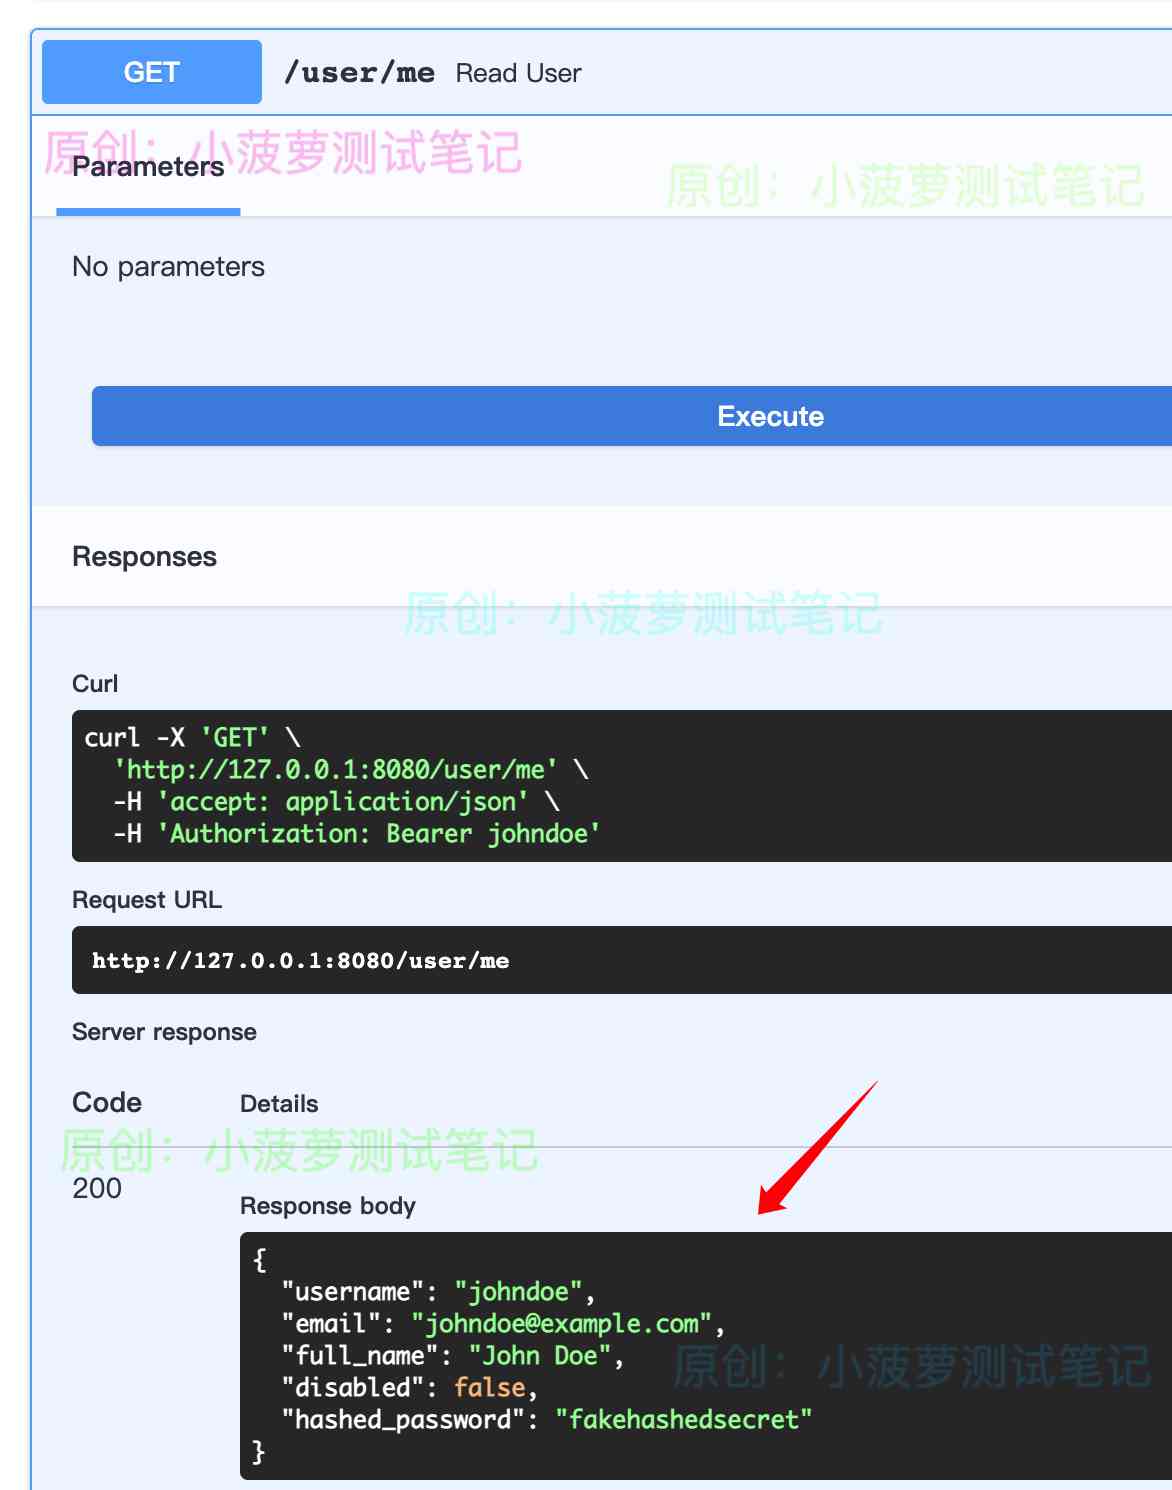 GET /user/me Read User
原创：小菠萝测试笔记
Parameters
原创：小菠萝测试笔记
No parameters
Execute
Responses
原创：小菠萝测试笔记
Curl
curl -X 'GET' \
  'http://127.0.0.1:8080/user/me' \
  -H 'accept: application/json' \
  -H 'Authorization: Bearer johndoe'
Request URL
http://127.0.0.1:8080/user/me
Server response
Code Details
原创：小菠萝测试笔记
200
Response body
{
  "username": "johndoe",
  "email": "johndoe@example.com",
  "full_name": "John Doe",
原创：小菠萝测试笔记
  "disabled": false,
  "hashed_password": "fakehashedsecret"
}